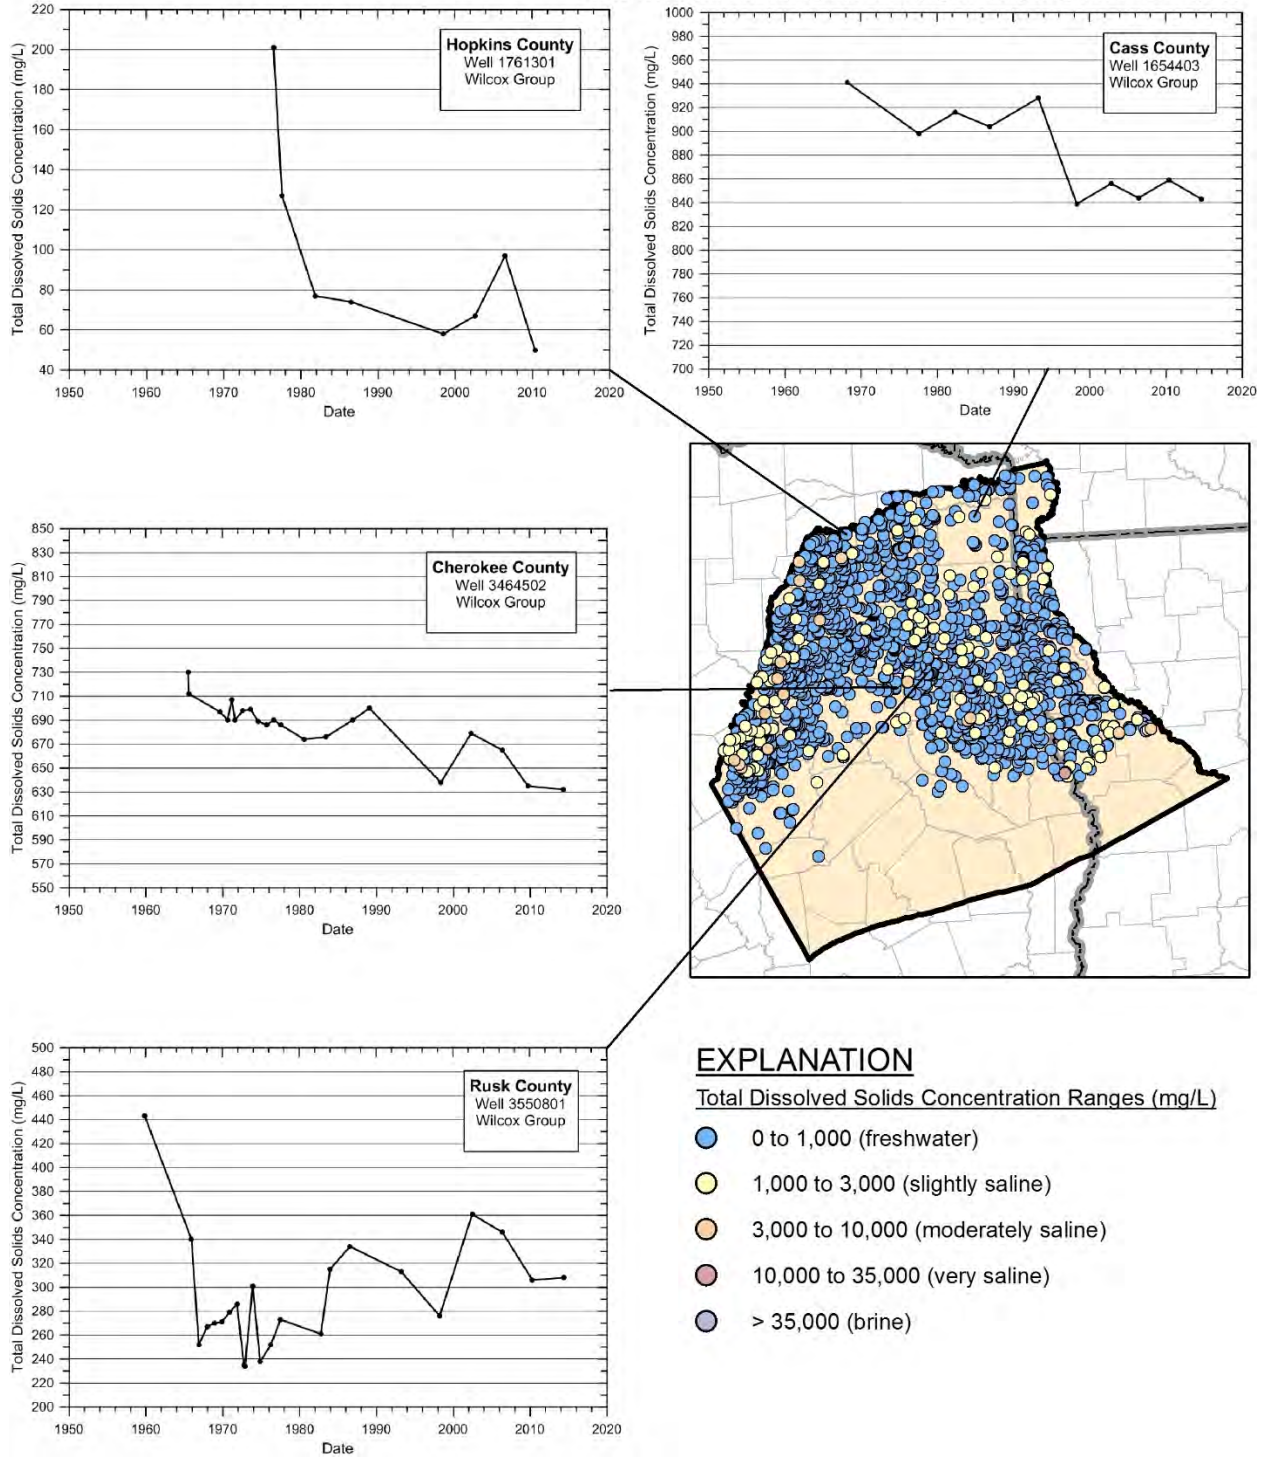 Hopkins County
Well 1761301
Wilcox Group
Total Dissolved Solids Concentration (mg/L)
220
200
180
160
140
120
100
80
60
40
1950 1960 1970 1980 1990 2000 2010 2020
Date
Cass County
Well 1654403
Wilcox Group
Total Dissolved Solids Concentration (mg/L)
1000
980
960
940
920
900
880
860
840
820
800
780
760
740
720
700
1950 1960 1970 1980 1990 2000 2010 2020
Date
Cherokee County
Well 3464502
Wilcox Group
Total Dissolved Solids Concentration (mg/L)
850
830
810
790
770
750
730
710
690
670
650
630
610
590
570
550
1950 1960 1970 1980 1990 2000 2010 2020
Date
Rusk County
Well 3550801
Wilcox Group
Total Dissolved Solids Concentration (mg/L)
500
480
460
440
420
400
380
360
340
320
300
280
260
240
220
200
1950 1960 1970 1980 1990 2000 2010 2020
Date
EXPLANATION
Total Dissolved Solids Concentration Ranges (mg/L)
0 to 1,000 (freshwater)
1,000 to 3,000 (slightly saline)
3,000 to 10,000 (moderately saline)
10,000 to 35,000 (very saline)
> 35,000 (brine)